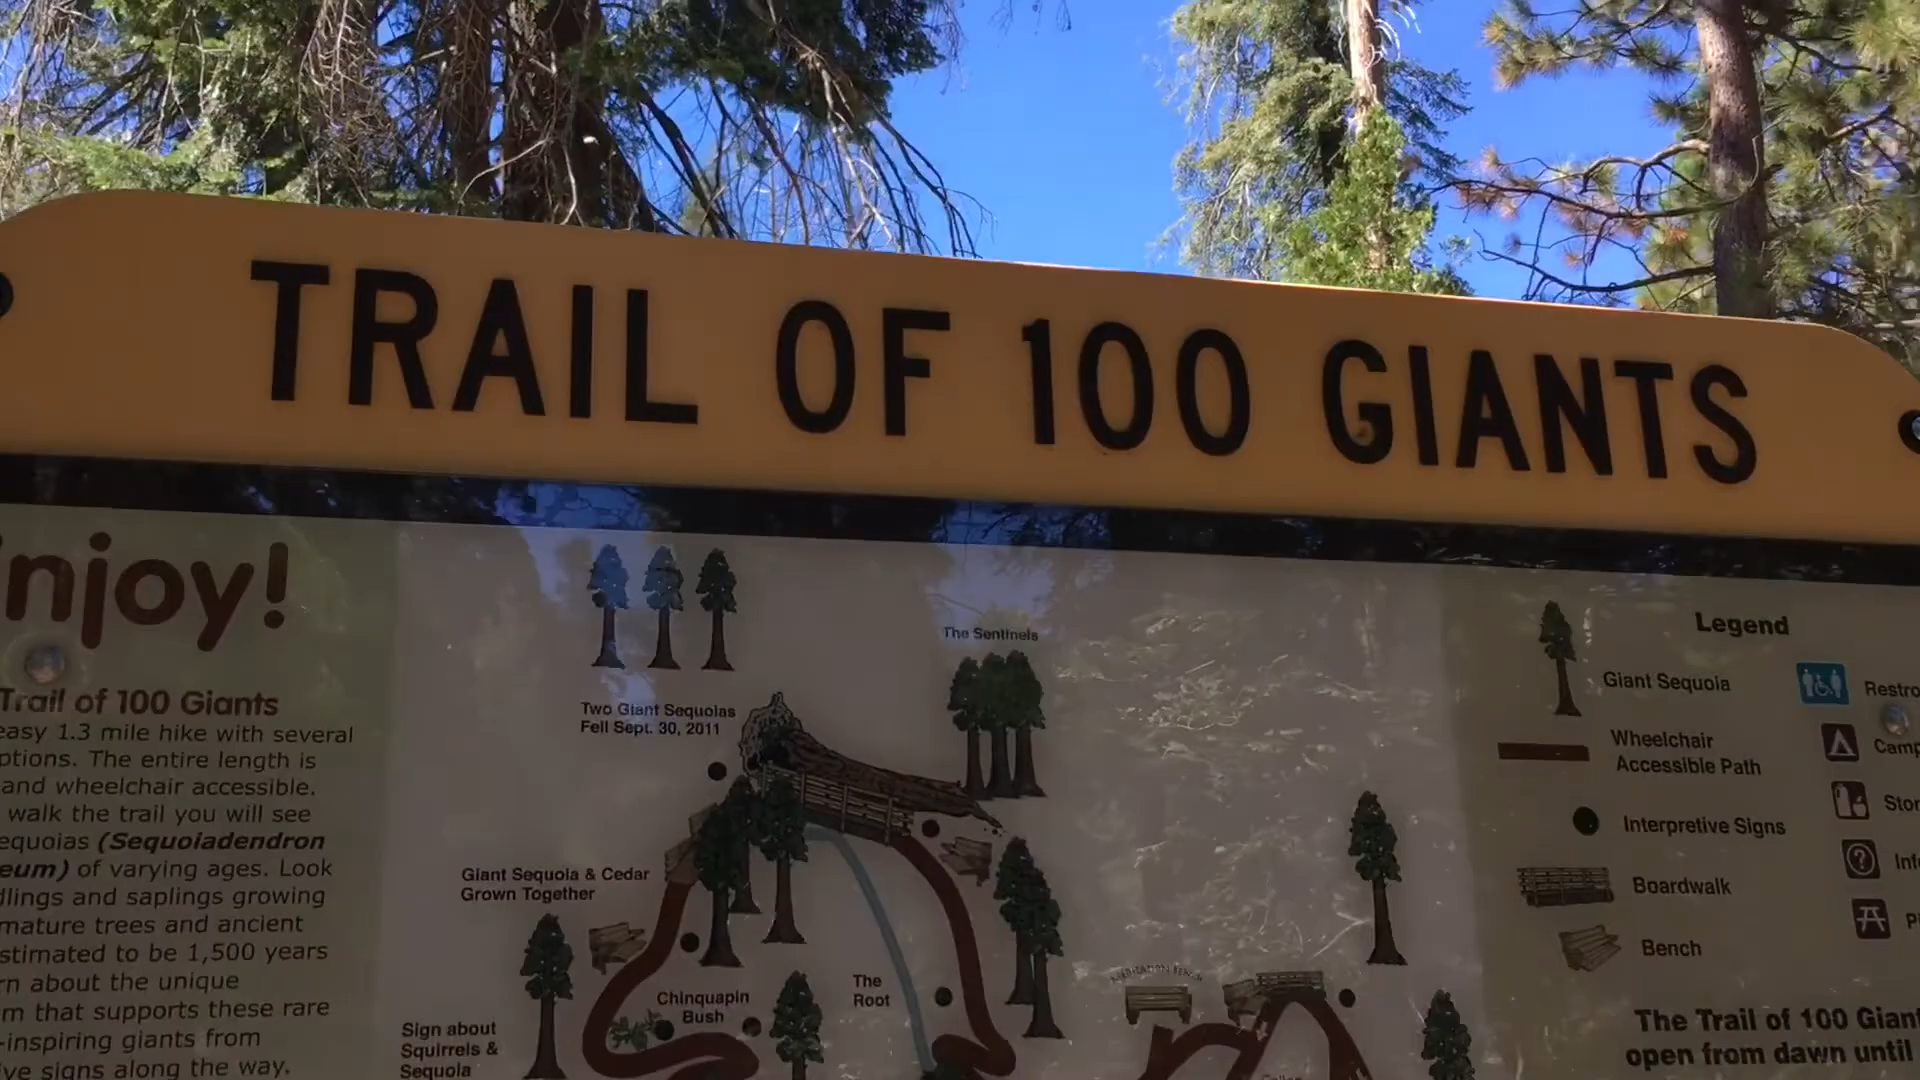 TRAIL OF 100 GIANTS
njoy!
Trail of 100 Giants
easy 1.3 mile hike with several
ptions. The entire length is
and wheelchair accessible.
walk the trail you will see
equoias (Sequoiadendron
eum) of varying ages. Look
dlings and saplings growing
mature trees and ancient
stimated to be 1,500 years
rn about the unique
m that supports these rare
-inspiring giants from
ve signs along the way.
Two Giant Sequoias
Fell Sept. 30, 2011
The Sentinels
Giant Sequoia & Cedar
Grown Together
Chinquapin
Bush
The
Root
Sign about
Squirrels &
Sequoia
MEDITATION BENCH
Legend
Giant Sequoia
Wheelchair
Accessible Path
Interpretive Signs
Boardwalk
Bench
Restro
Camp
Stor
Inf
P
The Trail of 100 Giant
open from dawn until